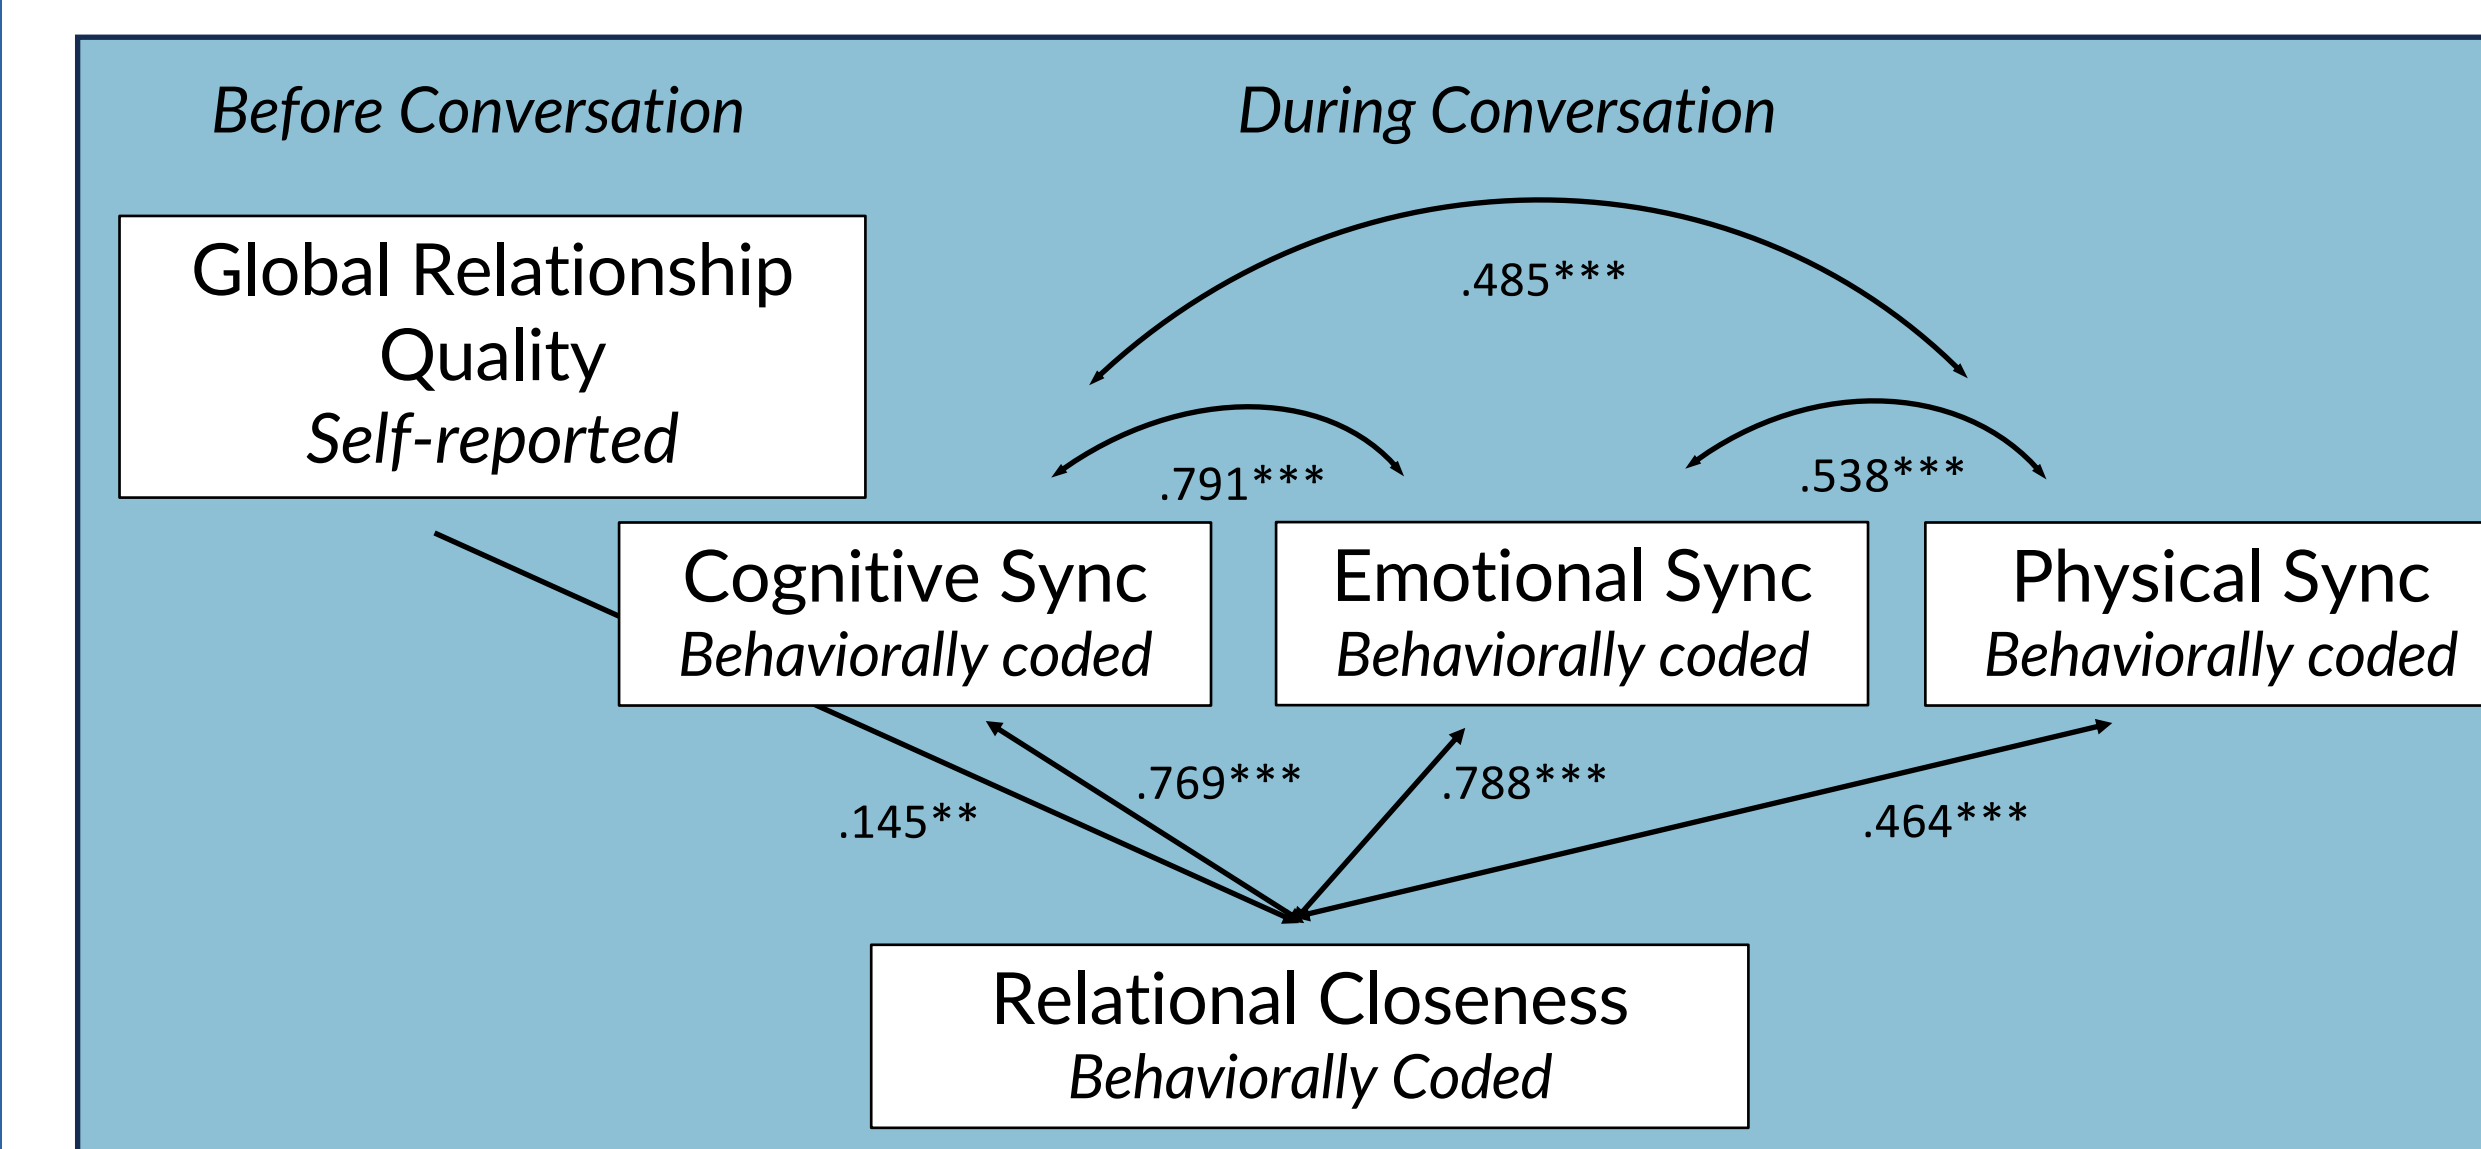 Before Conversation
During Conversation
Global Relationship
Quality
Self-reported
.485***
.791***
.538***
Cognitive Sync
Behaviorally coded
Emotional Sync
Behaviorally coded
Physical Sync
Behaviorally coded
.145**
.769***
.788***
.464***
Relational Closeness
Behaviorally Coded